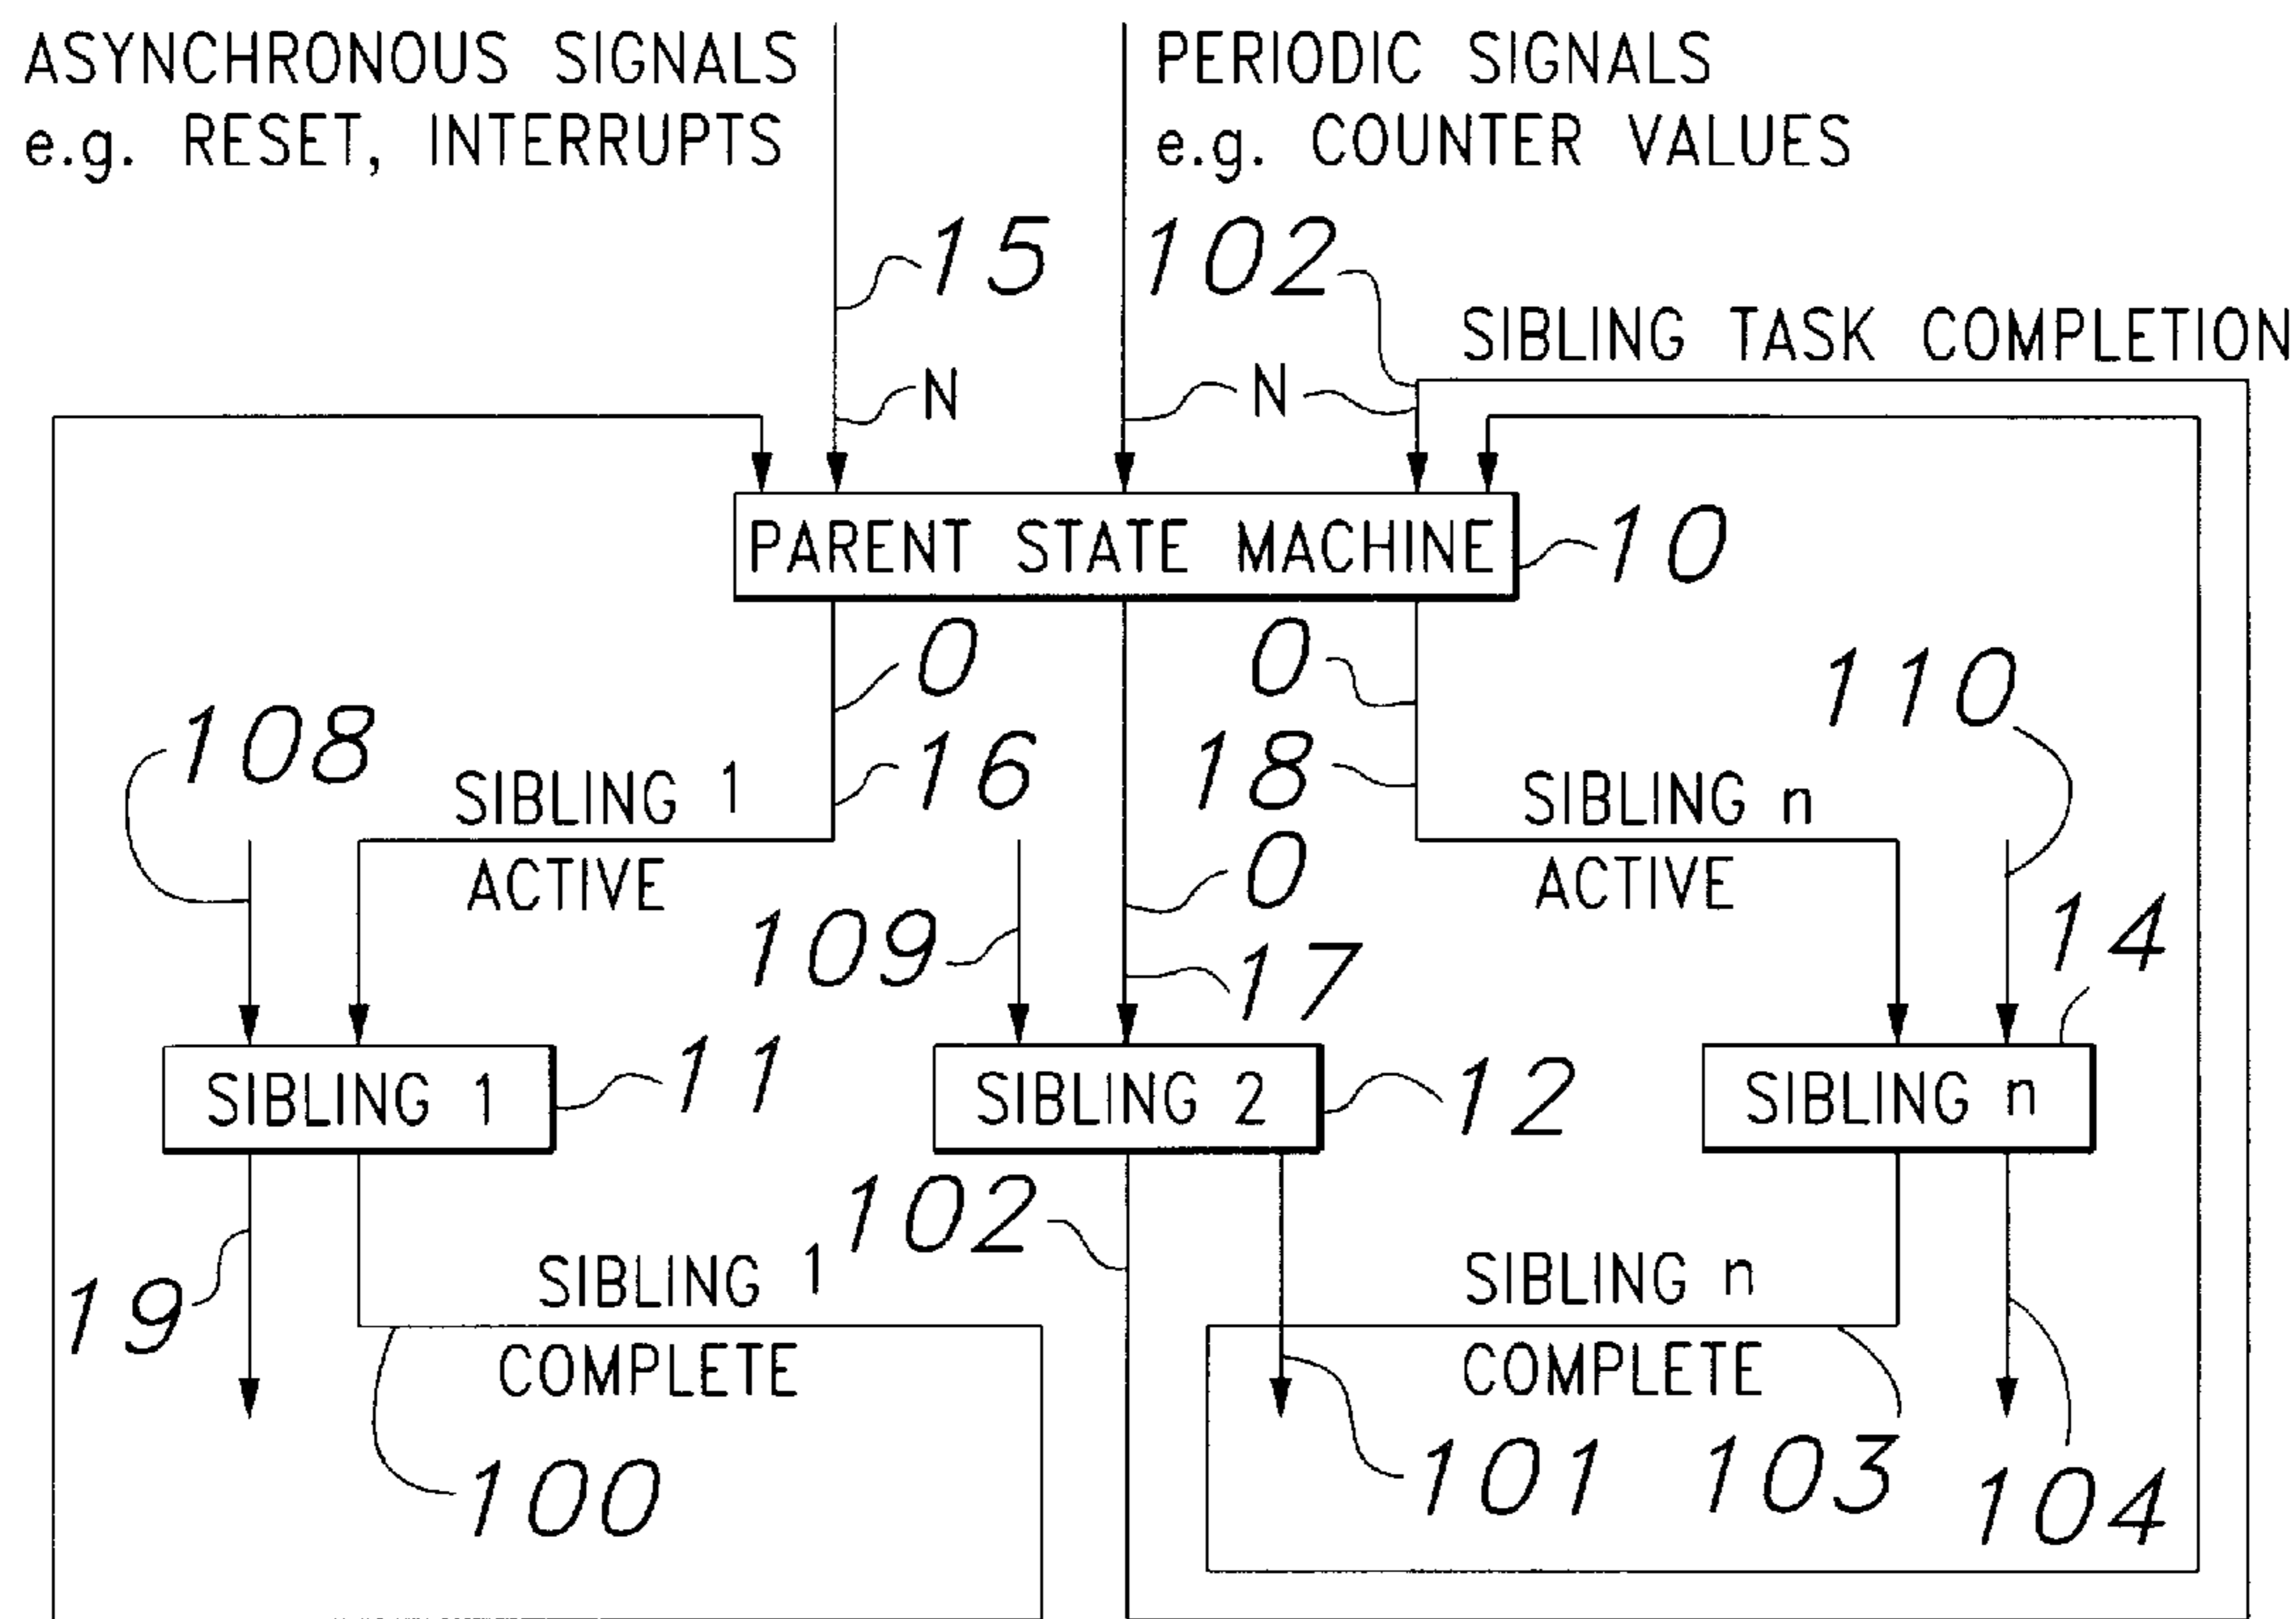 ASYNCHRONOUS SIGNALS
e.g. RESET, INTERRUPTS
PERIODIC SIGNALS
e.g. COUNTER VALUES
15
102
SIBLING TASK COMPLETION
N
N
PARENT STATE MACHINE
10
0
0
110
108
16
18
SIBLING 1
ACTIVE
SIBLING n
ACTIVE
0
109
17
14
SIBLING 1
11
SIBLING 2
12
SIBLING n
102
19
SIBLING 1
COMPLETE
SIBLING n
COMPLETE
100
101
103
104